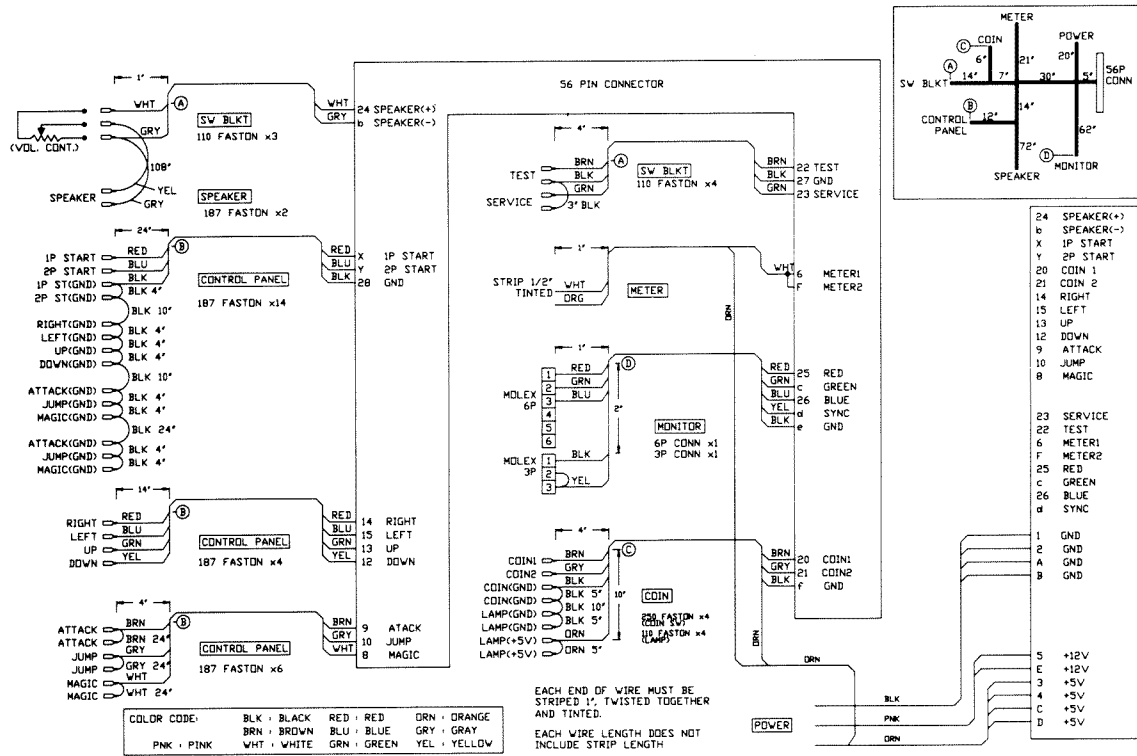 56 PIN CONNECTOR
1"
WHT
GRY
(VOL. CONT.)
108"
SPEAKER
YEL
GRY
A
SW BLKT
110 FASTON x3
SPEAKER
187 FASTON x2
WHT 24 SPEAKER(+)
GRY b SPEAKER(-)
24"
1P START RED
2P START BLU
1P ST(GND) BLK
2P ST(GND) BLK 4"
BLK 10"
RIGHT(GND)
LEFT(GND) BLK 4"
UP(GND) BLK 4"
DOWN(GND) BLK 4"
BLK 10"
ATTACK(GND)
JUMP(GND) BLK 4"
MAGIC(GND) BLK 4"
BLK 24"
ATTACK(GND)
JUMP(GND) BLK 4"
MAGIC(GND) BLK 4"
B
CONTROL PANEL
187 FASTON x14
RED X 1P START
BLU Y 2P START
BLK 28 GND
14"
RIGHT RED
LEFT BLU
UP GRN
DOWN YEL
B
CONTROL PANEL
187 FASTON x4
RED 14 RIGHT
BLU 15 LEFT
GRN 13 UP
YEL 12 DOWN
4"
ATTACK BRN
ATTACK BRN 24"
JUMP GRY
JUMP GRY 24"
MAGIC WHT
MAGIC WHT 24"
B
CONTROL PANEL
187 FASTON x6
BRN 9 ATACK
GRY 10 JUMP
WHT 8 MAGIC
COLOR CODE: BLK : BLACK RED : RED ORN : ORANGE
BRN : BROWN BLU : BLUE GRY : GRAY
PNK : PINK WHT : WHITE GRN : GREEN YEL : YELLOW
4"
TEST BRN
BLK
SERVICE GRN
3" BLK
A
SW BLKT
110 FASTON x4
BRN 22 TEST
BLK 27 GND
GRN 23 SERVICE
1"
STRIP 1/2"
TINTED
WHT
ORG
METER
WHT 6 METER1
F METER2
ORN
1"
MOLEX
6P
1 RED
2 GRN
3 BLU
4
5
6
D
2"
MOLEX
3P
1 BLK
2
3 YEL
MONITOR
6P CONN x1
3P CONN x1
RED 25 RED
GRN c GREEN
BLU 26 BLUE
YEL d SYNC
BLK e GND
4"
COIN1 BRN
COIN2 GRY
COIN(GND) BLK
COIN(GND) BLK 5"
LAMP(GND) BLK 10"
LAMP(GND) BLK 5"
LAMP(+5V) ORN
LAMP(+5V) ORN 5"
C
10"
COIN
250 FASTON x4
(COIN SW)
110 FASTON x4
(LAMP)
BRN 20 COIN1
GRY 21 COIN2
BLK f GND
ORN
ORN
EACH END OF WIRE MUST BE
STRIPED 1", TWISTED TOGETHER
AND TINTED.
EACH WIRE LENGTH DOES NOT
INCLUDE STRIP LENGTH
POWER
BLK
PNK
ORN
METER
C COIN
POWER
6"
21"
20"
56P
CONN
A
SW BLKT
14"
7"
30"
5"
B
CONTROL
PANEL
12"
14"
62"
72"
D
MONITOR
SPEAKER
24 SPEAKER(+)
b SPEAKER(-)
X 1P START
Y 2P START
20 COIN 1
21 COIN 2
14 RIGHT
15 LEFT
13 UP
12 DOWN
9 ATTACK
10 JUMP
8 MAGIC
23 SERVICE
22 TEST
6 METER1
F METER2
25 RED
c GREEN
26 BLUE
d SYNC
1 GND
2 GND
A GND
B GND
5 +12V
E +12V
3 +5V
4 +5V
C +5V
D +5V